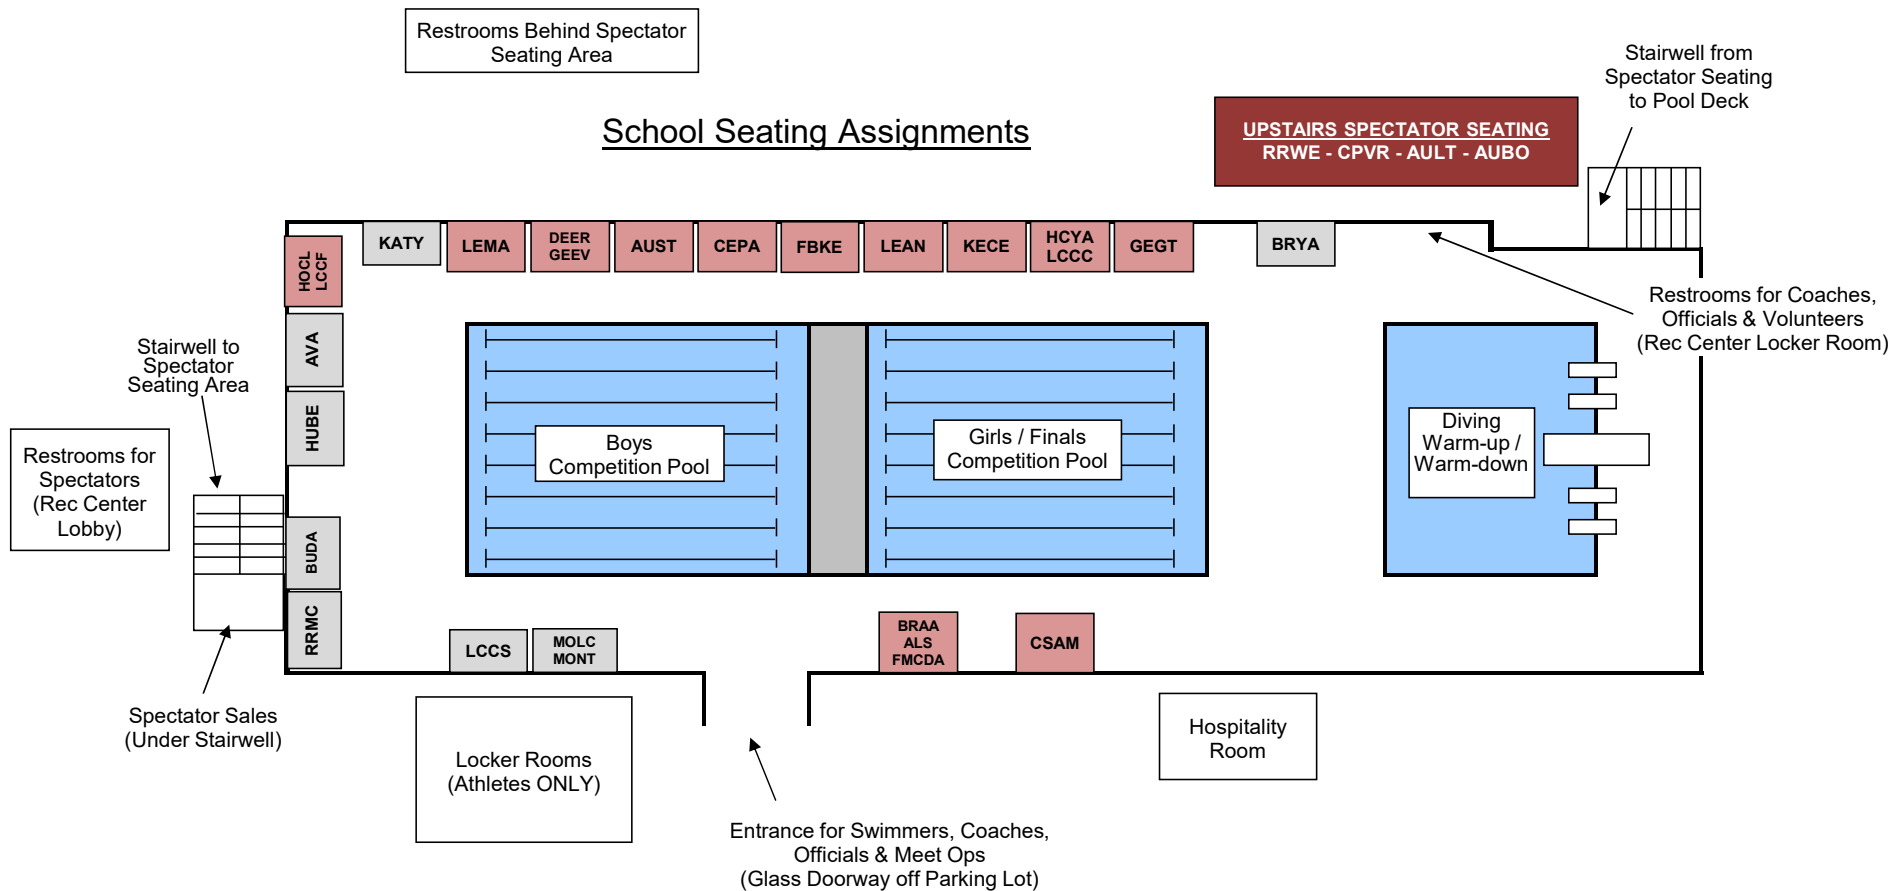 Restrooms Behind Spectator
Seating Area
Stairwell from
Spectator Seating
to Pool Deck
School Seating Assignments
UPSTAIRS SPECTATOR SEATING
RRWE - CPVR - AULT - AUBO
KATY
LEMA
DEER
GEEV
AUST
CEPA
FBKE
LEAN
KECE
HCYA
LCCC
GEGT
BRYA
HOCL
LCCF
AVA
HUBE
BUDA
RRMC
Restrooms for Coaches,
Officials & Volunteers
(Rec Center Locker Room)
Stairwell to
Spectator
Seating Area
Restrooms for
Spectators
(Rec Center
Lobby)
Boys
Competition Pool
Girls / Finals
Competition Pool
Diving
Warm-up /
Warm-down
LCCS
MOLC
MONT
BRAA
ALS
FMCDA
CSAM
Spectator Sales
(Under Stairwell)
Locker Rooms
(Athletes ONLY)
Hospitality
Room
Entrance for Swimmers, Coaches,
Officials & Meet Ops
(Glass Doorway off Parking Lot)